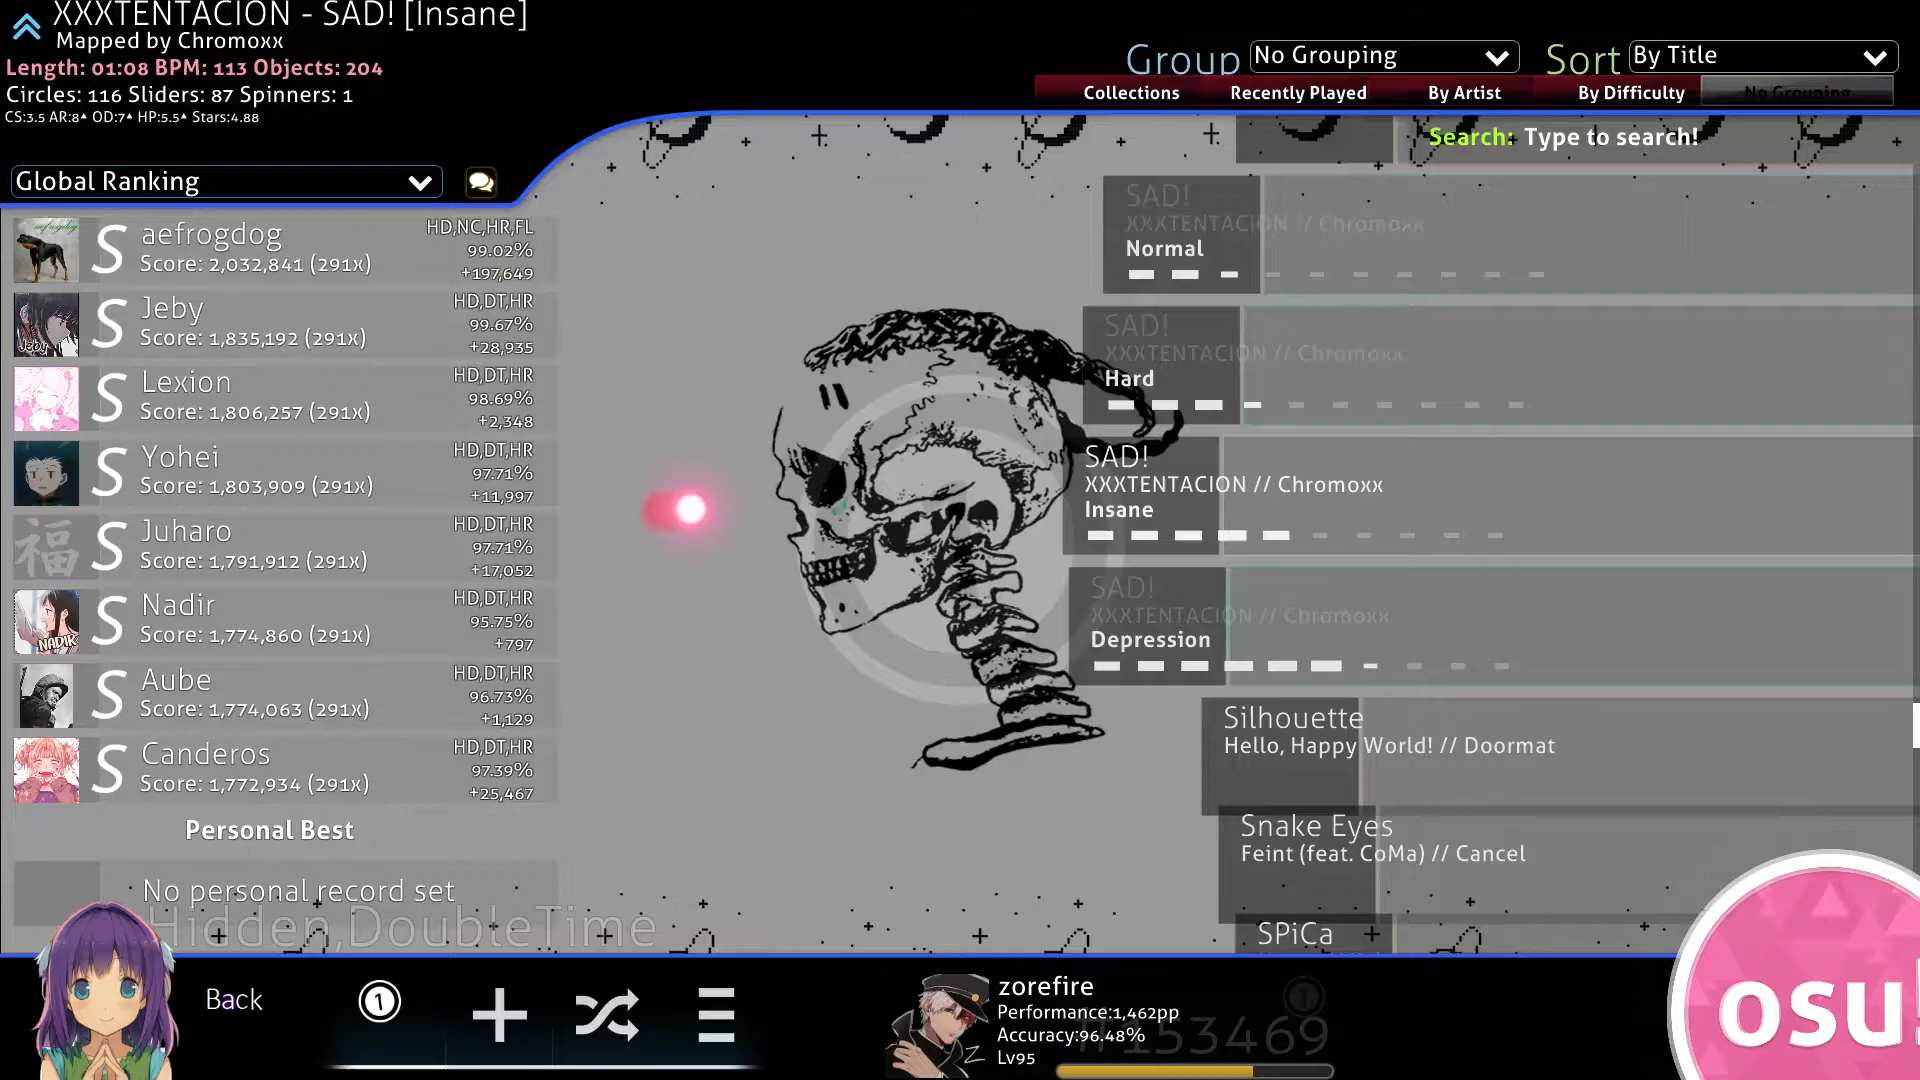 XXXTENTACION - SAD! [Insane]
Mapped by Chromoxx
Length: 01:08 BPM: 113 Objects: 204
Circles: 116 Sliders: 87 Spinners: 1
CS:3.5 AR:8 OD:7 HP:5.5 Stars:4.88
Group No Grouping
Sort By Title
Collections
Recently Played
By Artist
By Difficulty
No Grouping
Search: Type to search!
Global Ranking
aefrogdog
Score: 2,032,841 (291x)
HD,NC,HR,FL
99.02%
+197,649
Jeby
Score: 1,835,192 (291x)
HD,DT,HR
99.67%
+28,935
Lexion
Score: 1,806,257 (291x)
HD,DT,HR
98.69%
+2,348
Yohei
Score: 1,803,909 (291x)
HD,DT,HR
97.71%
+11,997
福
Juharo
Score: 1,791,912 (291x)
HD,DT,HR
97.71%
+17,052
NADIR
Nadir
Score: 1,774,860 (291x)
HD,DT,HR
95.75%
+797
Aube
Score: 1,774,063 (291x)
HD,DT,HR
96.73%
+1,129
Canderos
Score: 1,772,934 (291x)
HD,DT,HR
97.39%
+25,467
Personal Best
No personal record set
Hidden,DoubleTime
SAD!
XXXTENTACION // Chromoxx
Normal
SAD!
XXXTENTACION // Chromoxx
Hard
SAD!
XXXTENTACION // Chromoxx
Insane
SAD!
XXXTENTACION // Chromoxx
Depression
Silhouette
Hello, Happy World! // Doormat
Snake Eyes
Feint (feat. CoMa) // Cancel
SPiCa
Back
1
zorefire
Performance:1,462pp
Accuracy:96.48%
Lv95
#153469
osu!